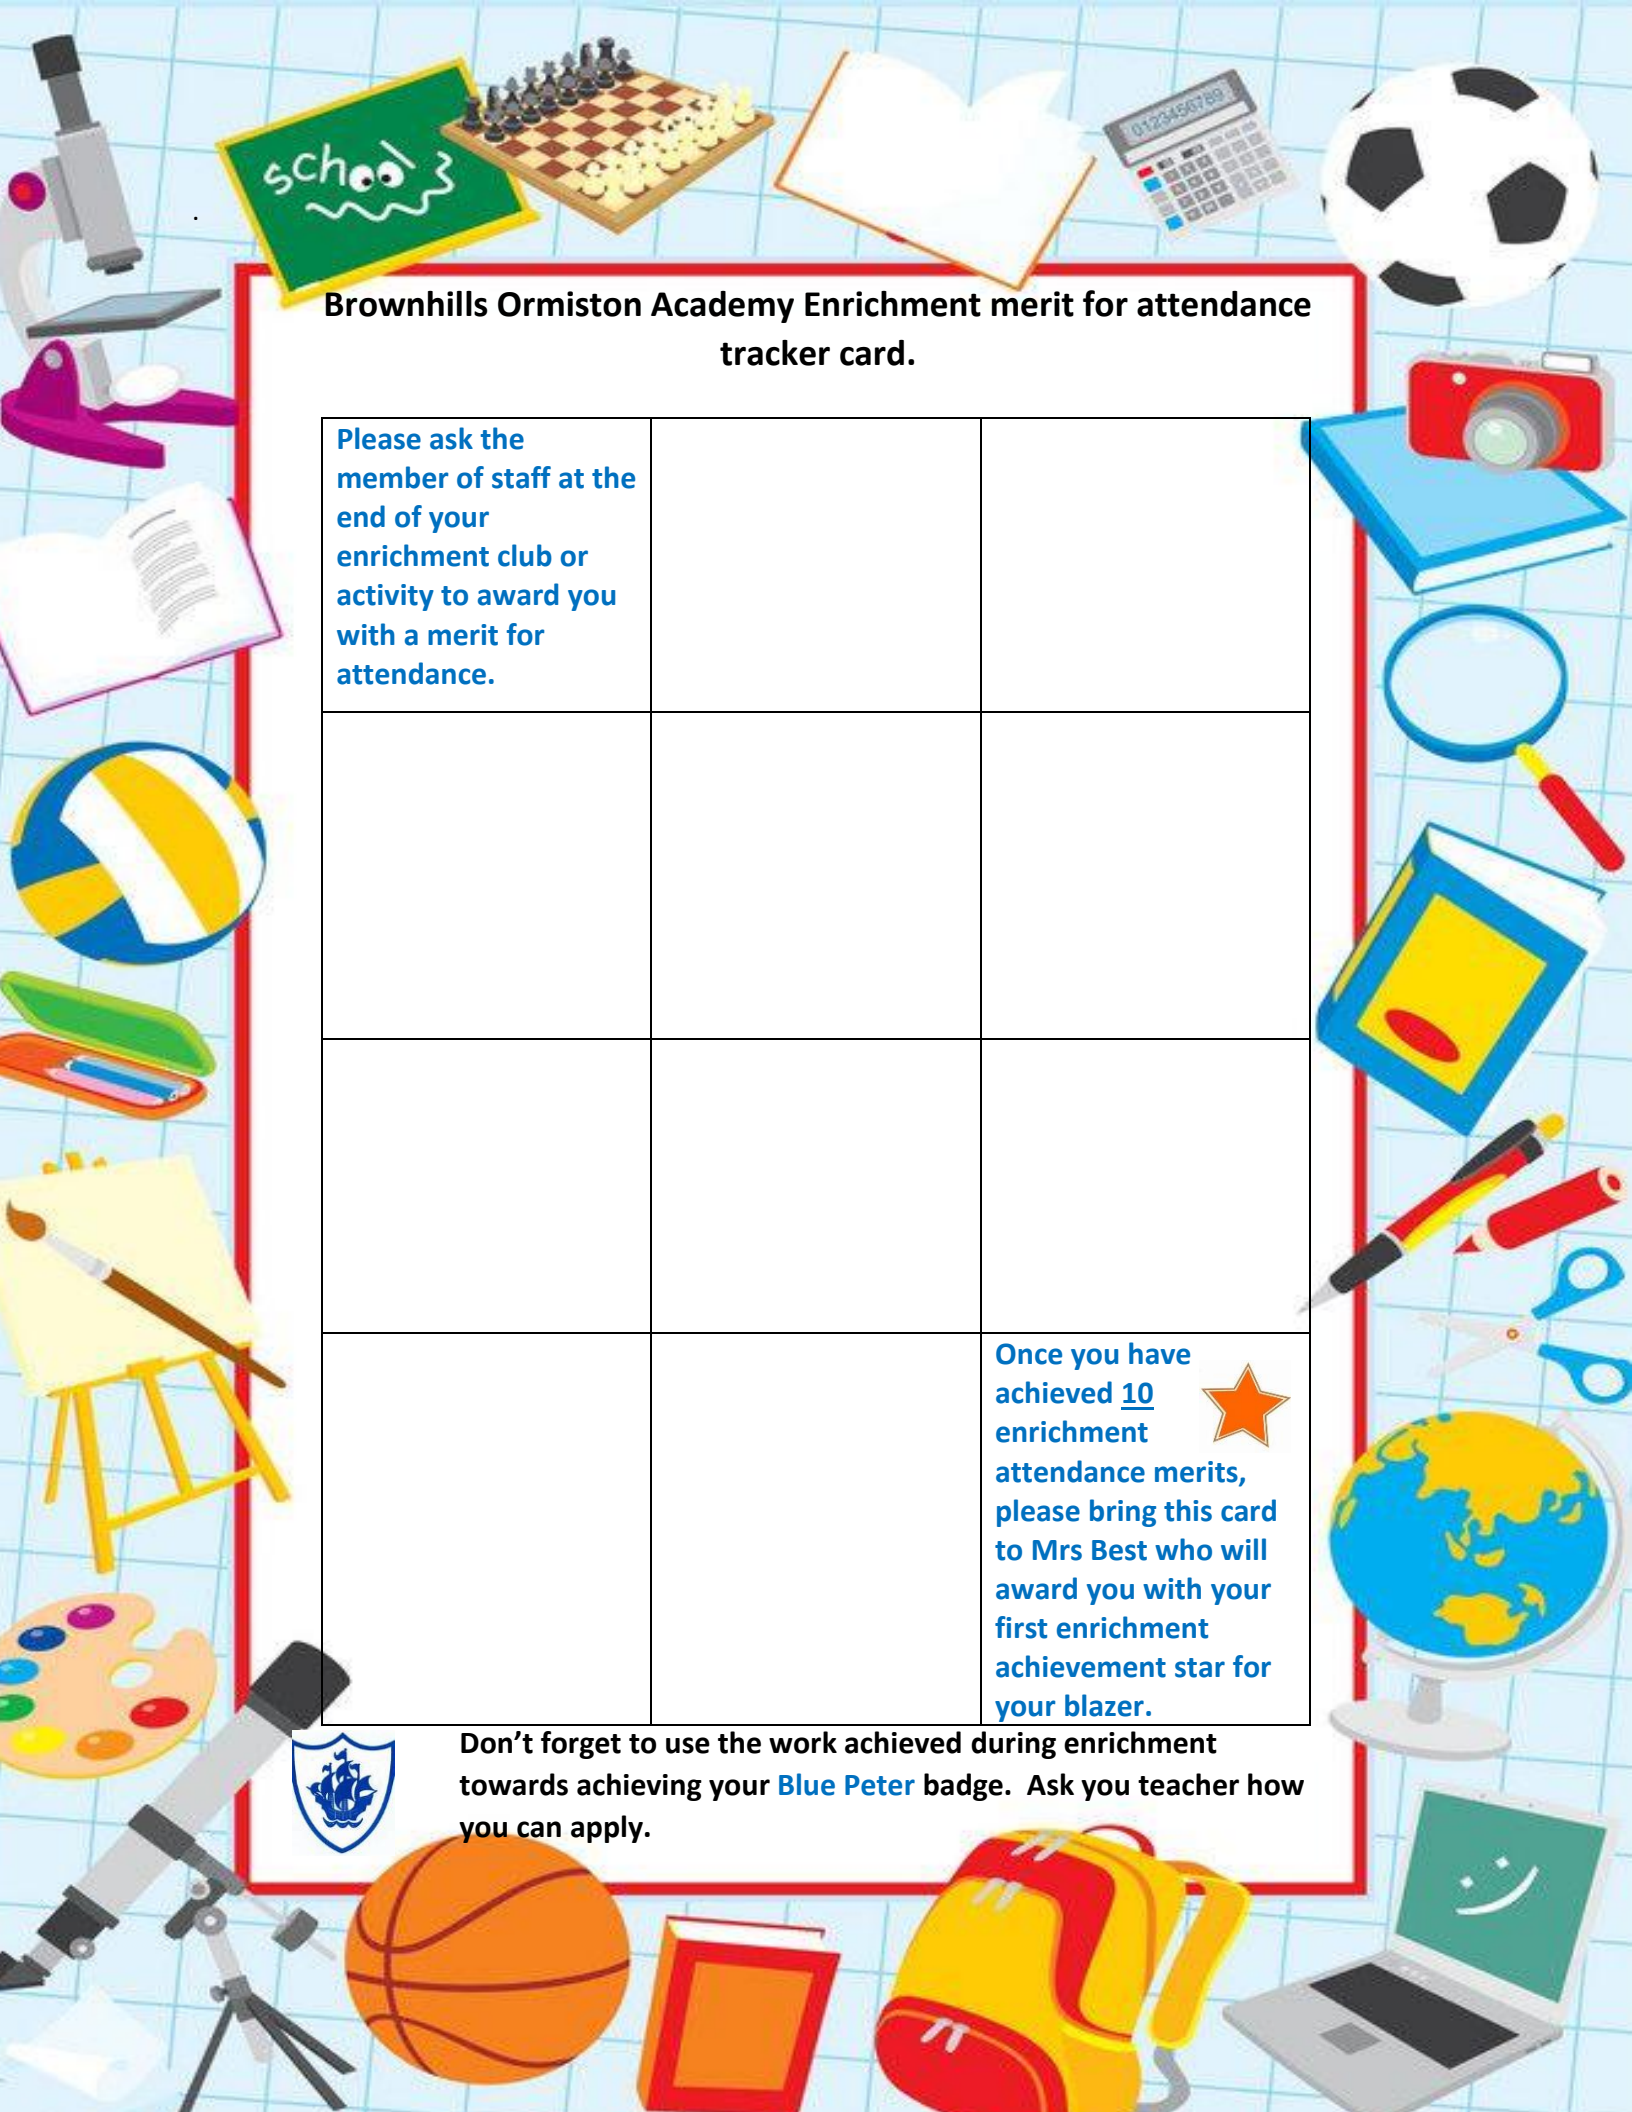 school
0123456789
.
Brownhills Ormiston Academy Enrichment merit for attendance
tracker card.
Please ask the
member of staff at the
end of your
enrichment club or
activity to award you
with a merit for
attendance.
Once you have
achieved 10
enrichment
attendance merits,
please bring this card
to Mrs Best who will
award you with your
first enrichment
achievement star for
your blazer.
Don’t forget to use the work achieved during enrichment
towards achieving your Blue Peter badge.  Ask you teacher how
you can apply.